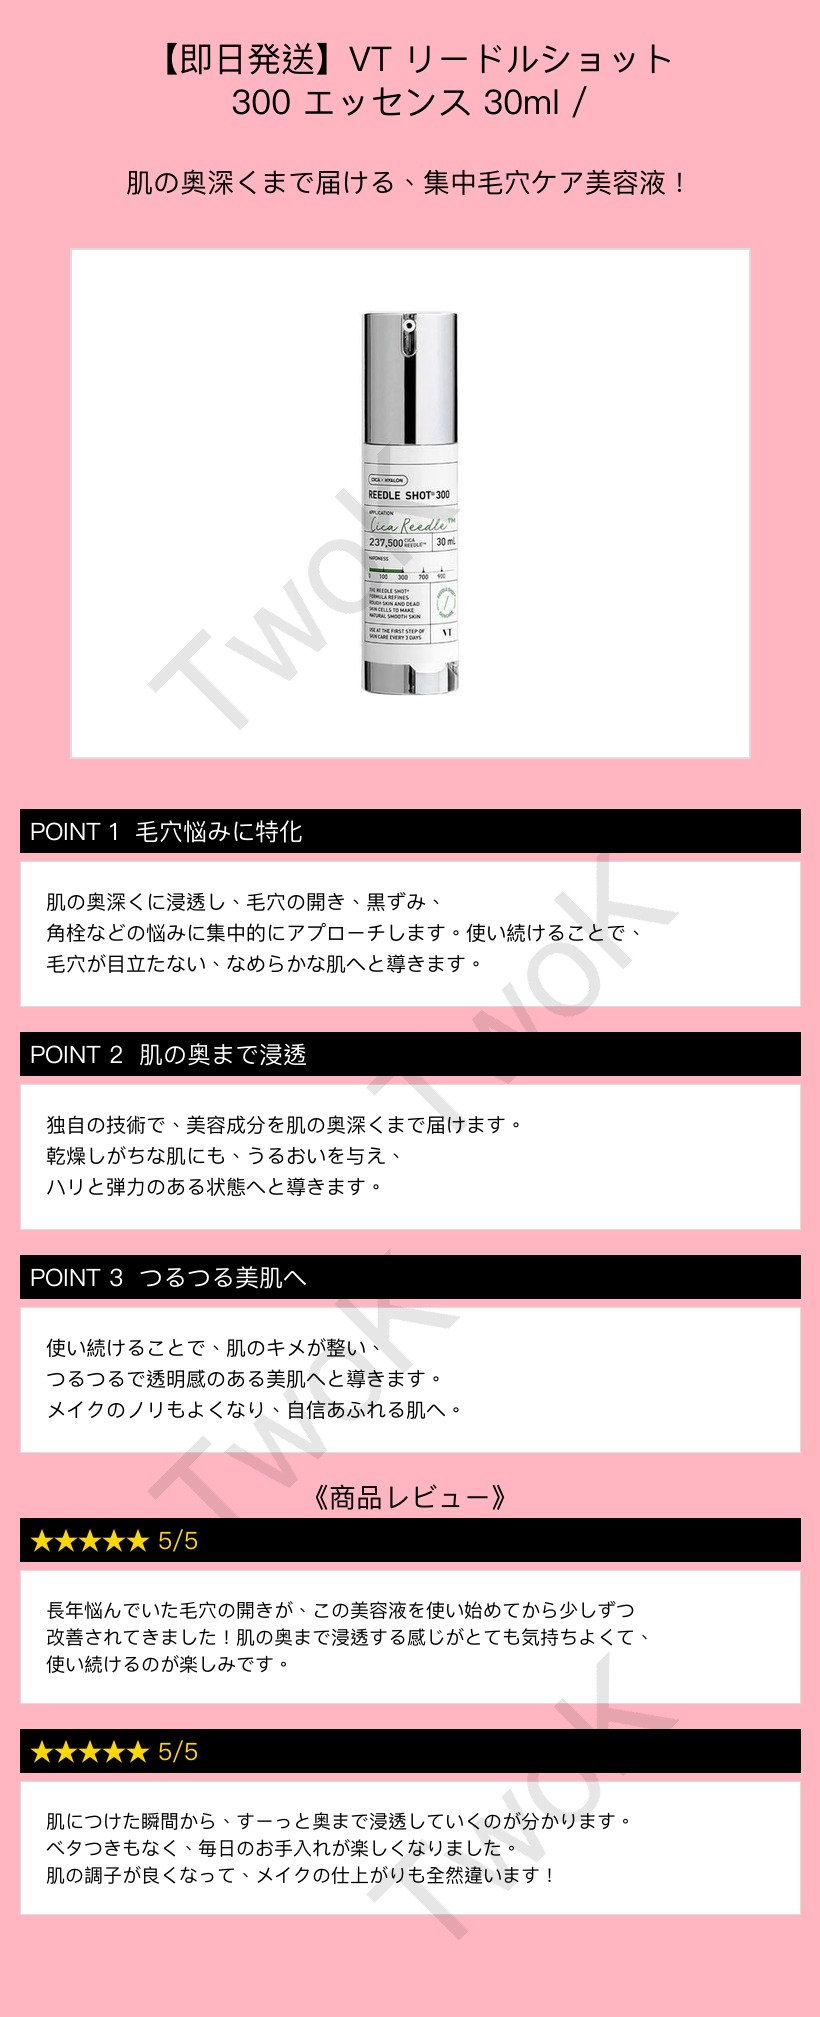 【即日発送】VT リードルショット
300 エッセンス 30ml /
肌の奥深くまで届ける、集中毛穴ケア美容液！
CICA + HYALON
REEDLE SHOT® 300
APPLICATION
Cica Reedle™
237,500 CICA REEDLE™ 30 mL
HARDNESS
0 100 300 700 900
THE REEDLE SHOT®
FORMULA REFINES
ROUGH SKIN AND DEAD
SKIN CELLS TO MAKE
NATURAL SMOOTH SKIN
USE AT THE FIRST STEP OF
SKIN CARE EVERY 3 DAYS
VT
TwoK
POINT 1 毛穴悩みに特化
肌の奥深くに浸透し、毛穴の開き、黒ずみ、
角栓などの悩みに集中的にアプローチします。使い続けることで、
毛穴が目立たない、なめらかな肌へと導きます。
TwoK
POINT 2 肌の奥まで浸透
独自の技術で、美容成分を肌の奥深くまで届けます。
乾燥しがちな肌にも、うるおいを与え、
ハリと弾力のある状態へと導きます。
POINT 3 つるつる美肌へ
使い続けることで、肌のキメが整い、
つるつるで透明感のある美肌へと導きます。
メイクのノリもよくなり、自信あふれる肌へ。
TwoK
《商品レビュー》
★★★★★ 5/5
長年悩んでいた毛穴の開きが、この美容液を使い始めてから少しずつ
改善されてきました！肌の奥まで浸透する感じがとても気持ちよくて、
使い続けるのが楽しみです。
★★★★★ 5/5
肌につけた瞬間から、すーっと奥まで浸透していくのが分かります。
ベタつきもなく、毎日のお手入れが楽しくなりました。
肌の調子が良くなって、メイクの仕上がりも全然違います！
TwoK